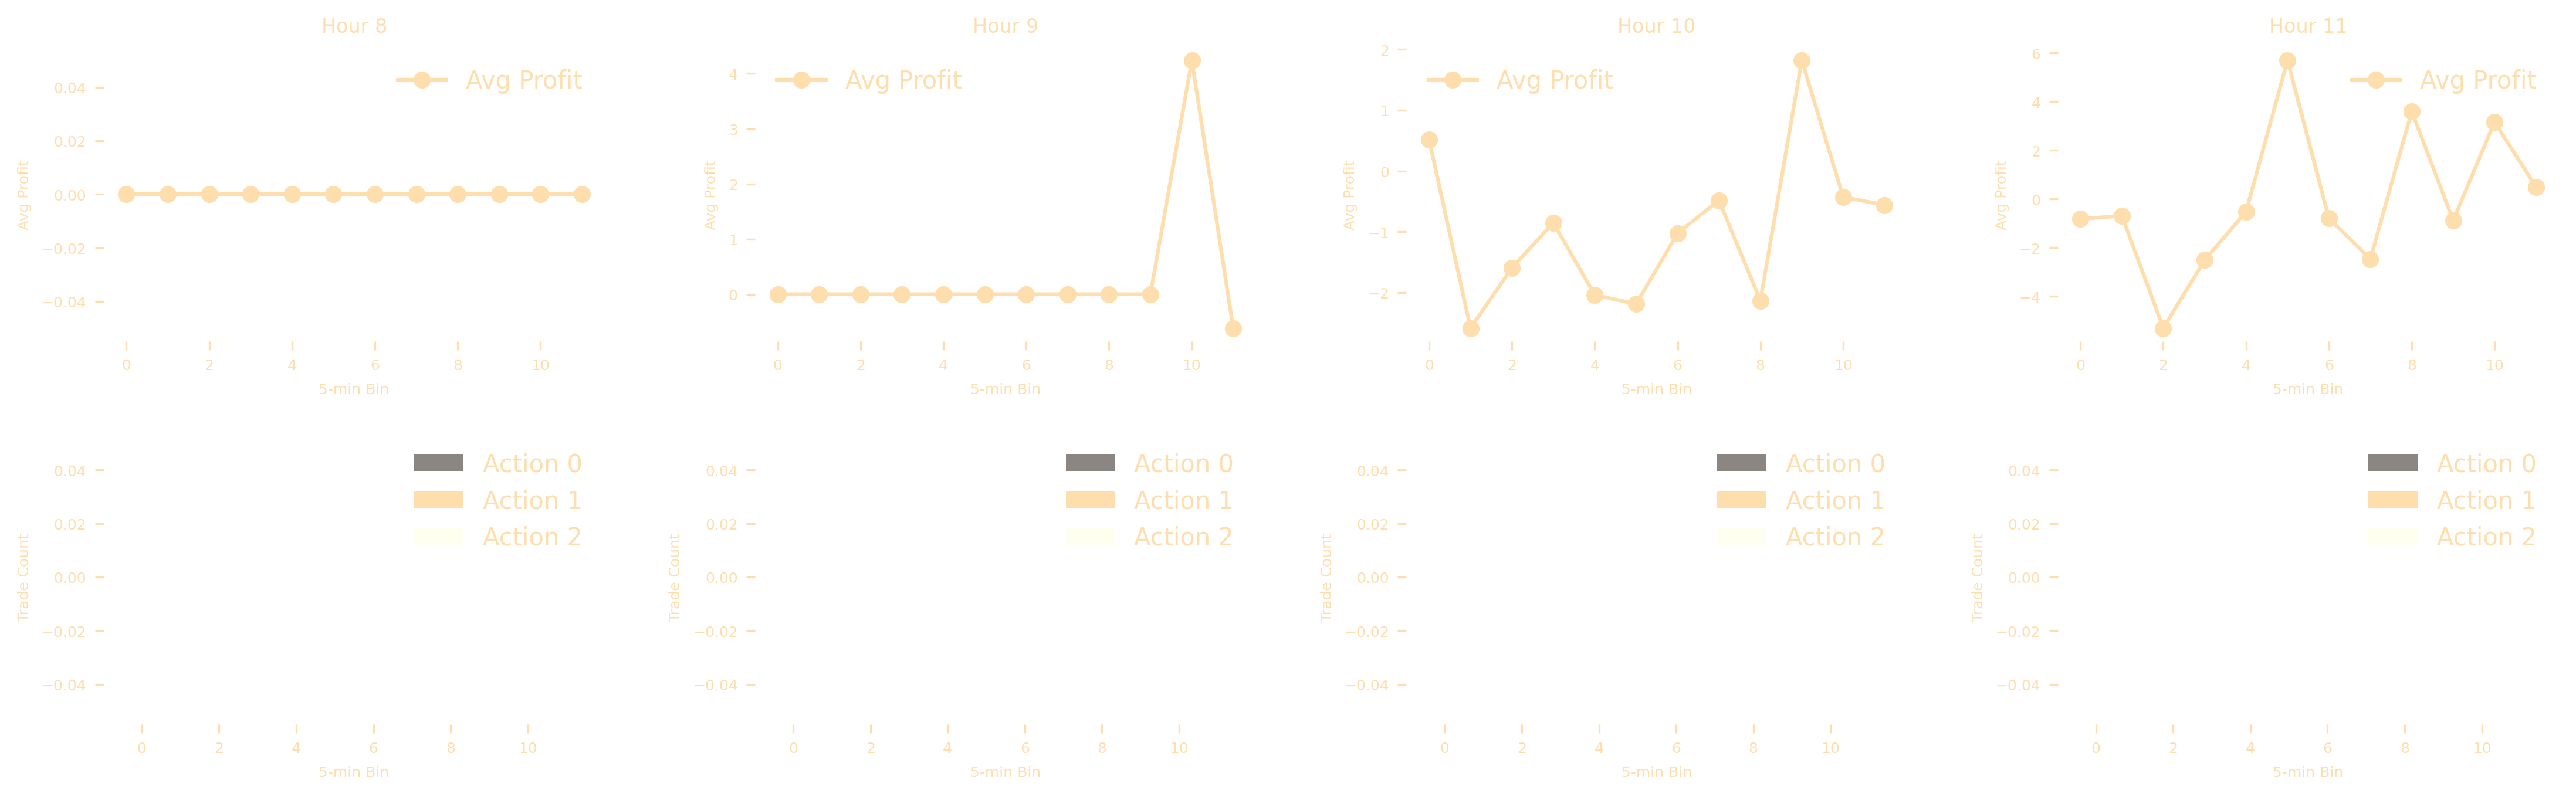 Hour 8
Avg Profit
0.04
0.02
0.00
−0.02
−0.04
Avg Profit
0 2 4 6 8 10
5-min Bin
Hour 9
Avg Profit
4
3
2
1
0
Avg Profit
0 2 4 6 8 10
5-min Bin
Hour 10
Avg Profit
2
1
0
−1
−2
Avg Profit
0 2 4 6 8 10
5-min Bin
Hour 11
Avg Profit
6
4
2
0
−2
−4
Avg Profit
0 2 4 6 8 10
5-min Bin
Action 0
Action 1
Action 2
0.04
0.02
0.00
−0.02
−0.04
Trade Count
0 2 4 6 8 10
5-min Bin
Action 0
Action 1
Action 2
0.04
0.02
0.00
−0.02
−0.04
Trade Count
0 2 4 6 8 10
5-min Bin
Action 0
Action 1
Action 2
0.04
0.02
0.00
−0.02
−0.04
Trade Count
0 2 4 6 8 10
5-min Bin
Action 0
Action 1
Action 2
0.04
0.02
0.00
−0.02
−0.04
Trade Count
0 2 4 6 8 10
5-min Bin